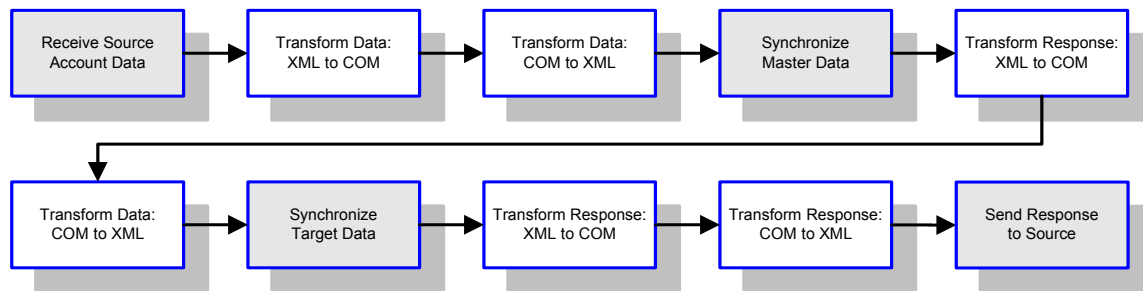 Receive Source
Account Data
Transform Data:
XML to COM
Transform Data:
COM to XML
Synchronize
Master Data
Transform Response:
XML to COM
Transform Data:
COM to XML
Synchronize
Target Data
Transform Response:
XML to COM
Transform Response:
COM to XML
Send Response
to Source